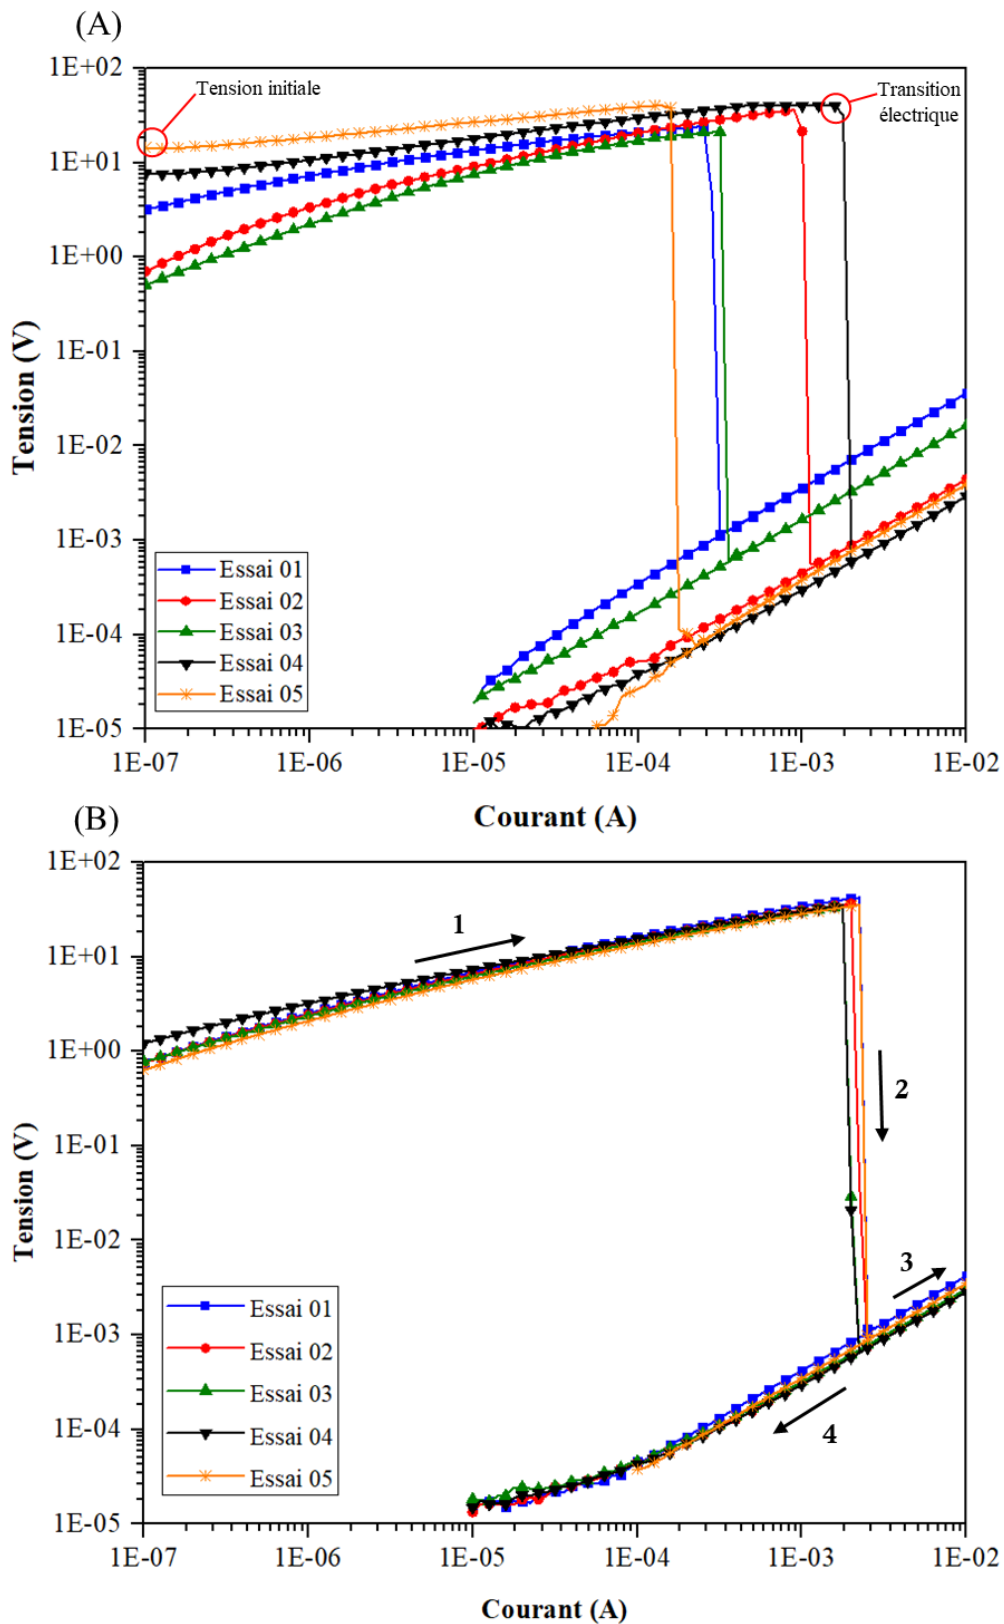 (A)
1E+02
1E+01
1E+00
1E-01
1E-02
1E-03
1E-04
1E-05
Tension (V)
Tension initiale
Transition
électrique
Essai 01
Essai 02
Essai 03
Essai 04
Essai 05
1E-07 1E-06 1E-05 1E-04 1E-03 1E-02
Courant (A)
(B)
1E+02
1E+01
1E+00
1E-01
1E-02
1E-03
1E-04
1E-05
Tension (V)
1
2
3
4
Essai 01
Essai 02
Essai 03
Essai 04
Essai 05
1E-07 1E-06 1E-05 1E-04 1E-03 1E-02
Courant (A)